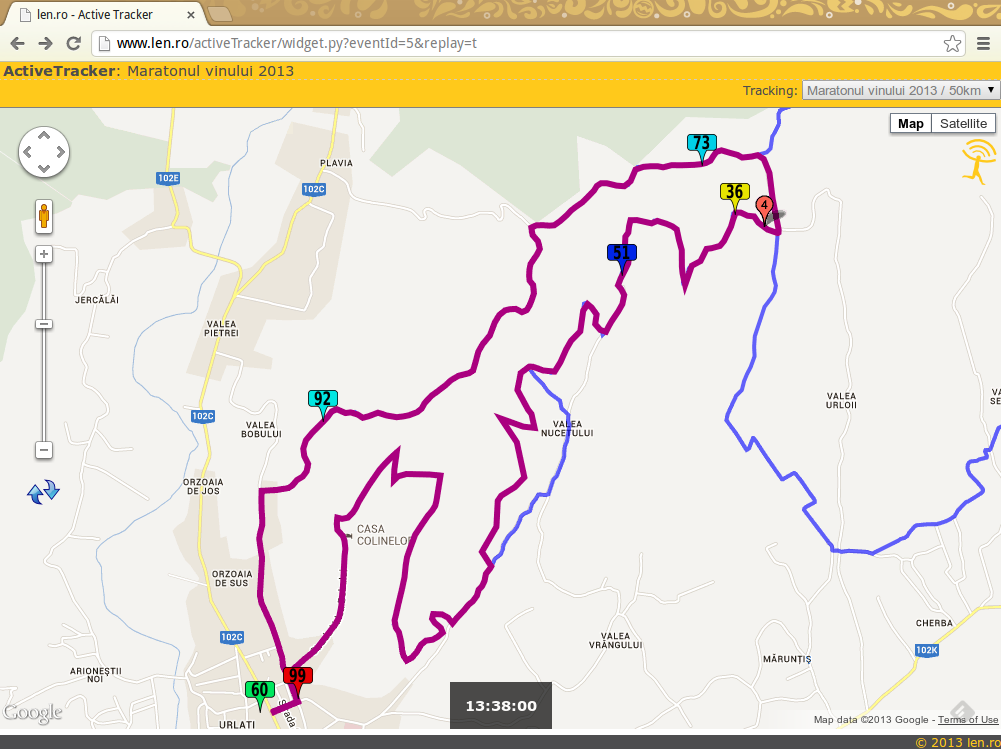 len.ro - Active Tracker
www.len.ro/activeTracker/widget.py?eventId=5&replay=t
ActiveTracker: Maratonul vinului 2013
Tracking: Maratonul vinului 2013 / 50km
Map Satellite
73
PLAVIA
102E
102C
36
4
51
JERCĂLĂI
VALEA
PIETREI
92
102C
VALEA
BOBULUI
VALEA
NUCETULUI
VALEA
URLOII
VA
SE
ORZOAIA
DE JOS
CASA
COLINELOR
ORZOAIA
DE SUS
102C
CHERBA
VALEA
VRÂNGULUI
102K
MĂRUNȚIȘ
ARIONEȘTII
NOI
99
60
Strada
URLATI
13:38:00
Google
Map data ©2013 Google - Terms of Use
© 2013 len.ro